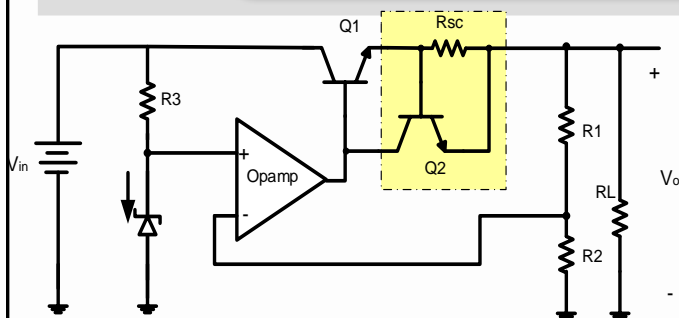 Q1
Rsc
R3
+
R1
+
Vin
Opamp
Q2
Vo
RL
-
R2
-